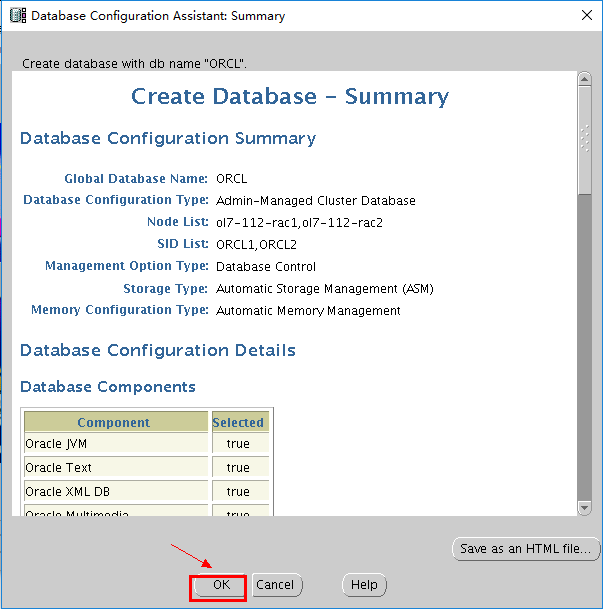 Database Configuration Assistant: Summary
Create database with db name "ORCL".
Create Database – Summary
Database Configuration Summary
Global Database Name: ORCL
Database Configuration Type: Admin-Managed Cluster Database
Node List: ol7-112-rac1,ol7-112-rac2
SID List: ORCL1,ORCL2
Management Option Type: Database Control
Storage Type: Automatic Storage Management (ASM)
Memory Configuration Type: Automatic Memory Management
Database Configuration Details
Database Components
Component Selected
Oracle JVM true
Oracle Text true
Oracle XML DB true
Oracle Multimedia true
Save as an HTML file...
OK Cancel Help